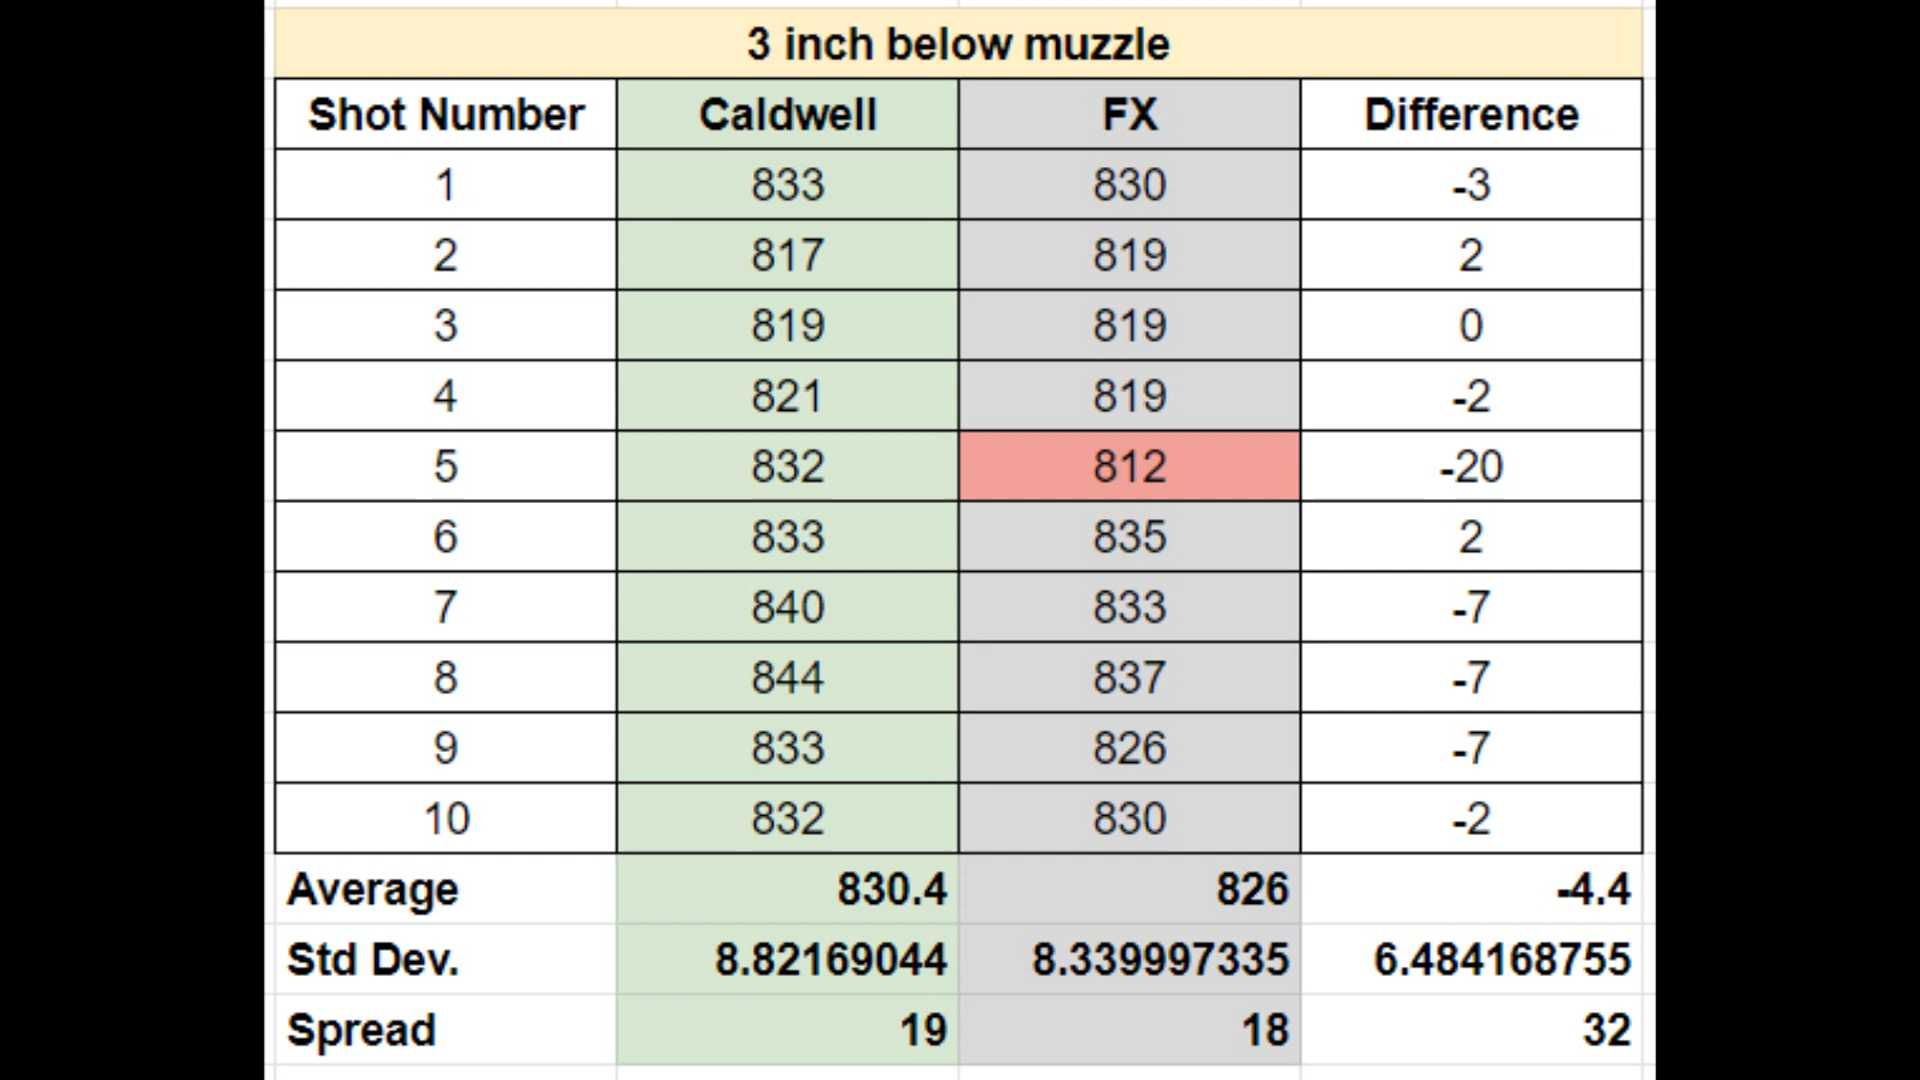 3 inch below muzzle
Shot Number Caldwell FX Difference
1 833 830 -3
2 817 819 2
3 819 819 0
4 821 819 -2
5 832 812 -20
6 833 835 2
7 840 833 -7
8 844 837 -7
9 833 826 -7
10 832 830 -2
Average 830.4 826 -4.4
Std Dev. 8.82169044 8.339997335 6.484168755
Spread 19 18 32